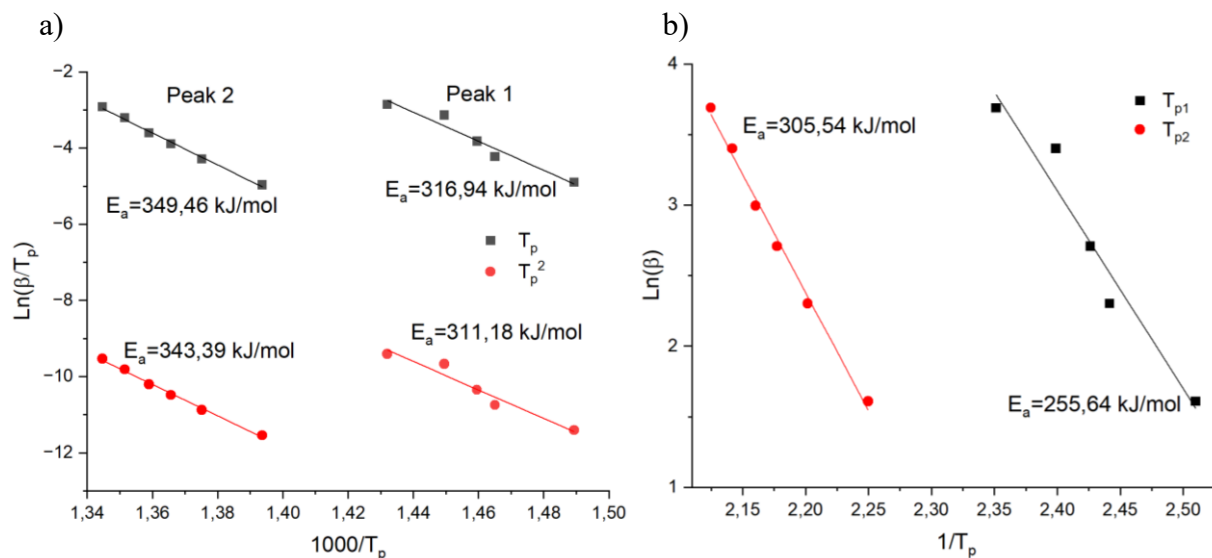 a)
Ln(β/Tp)
−2
−4
−6
−8
−10
−12
Peak 2
Peak 1
Ea=349,46 kJ/mol
Ea=316,94 kJ/mol
Tp
Tp²
Ea=343,39 kJ/mol
Ea=311,18 kJ/mol
1,34 1,36 1,38 1,40 1,42 1,44 1,46 1,48 1,50
1000/Tp
b)
Ln(β)
4
3
2
1
Tp1
Tp2
Ea=305,54 kJ/mol
Ea=255,64 kJ/mol
2,15 2,20 2,25 2,35 2,40 2,45 2,50
1/Tp